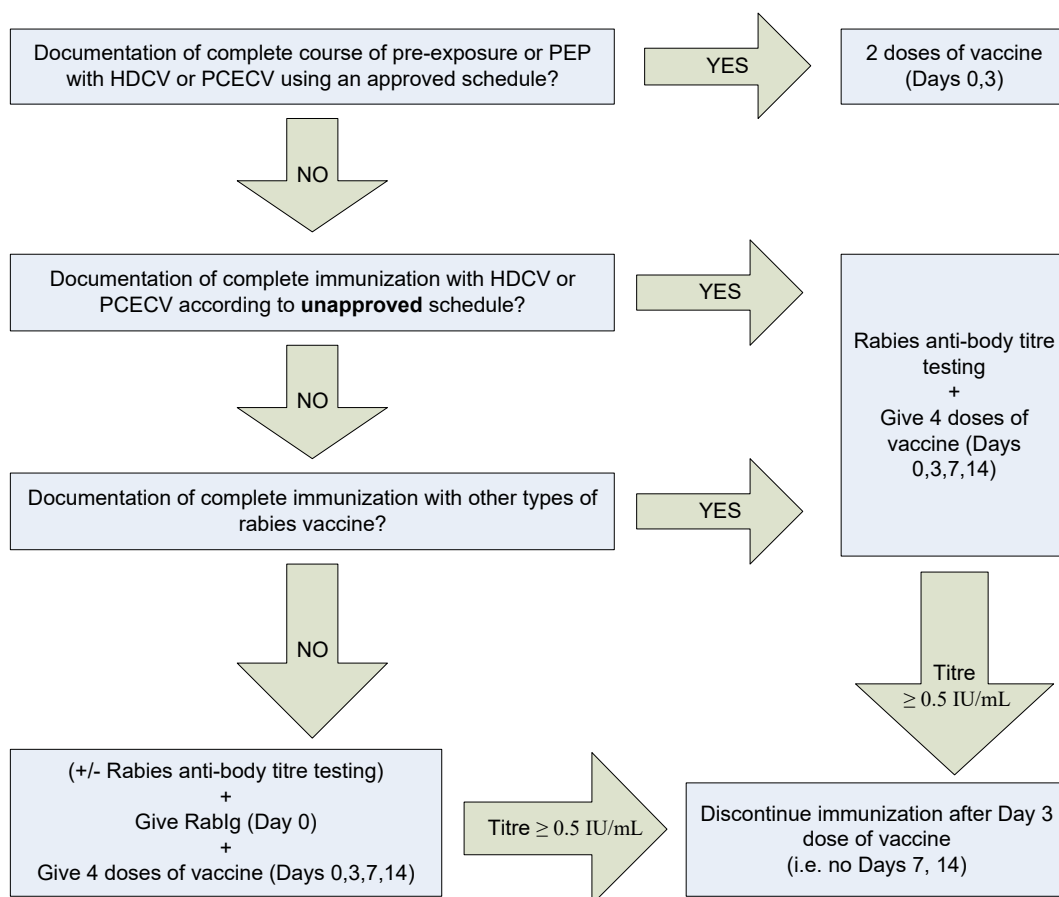 Documentation of complete course of pre-exposure or PEP
with HDCV or PCECV using an approved schedule?
YES
2 doses of vaccine
(Days 0,3)
NO
Documentation of complete immunization with HDCV or
PCECV according to unapproved schedule?
YES
Rabies anti-body titre
testing
+
Give 4 doses of
vaccine (Days
0,3,7,14)
NO
Documentation of complete immunization with other types of
rabies vaccine?
YES
NO
Titre
≥ 0.5 IU/mL
(+/- Rabies anti-body titre testing)
+
Give RabIg (Day 0)
+
Give 4 doses of vaccine (Days 0,3,7,14)
Titre ≥ 0.5 IU/mL
Discontinue immunization after Day 3
dose of vaccine
(i.e. no Days 7, 14)